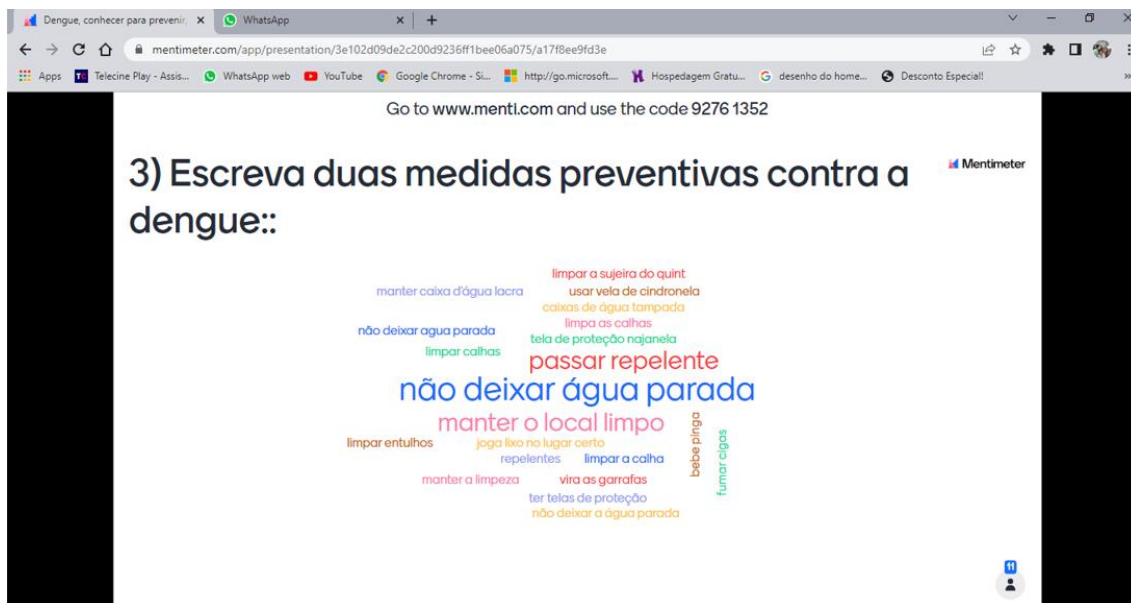 Dengue, conhecer para prevenir,
WhatsApp
mentimeter.com/app/presentation/3e102d09de2c200d9236ff1bee06a075/a17f8ee9fd3e
Apps
Telecine Play - Assis...
WhatsApp web
YouTube
Google Chrome - Si...
http://go.microsoft....
Hospedagem Gratu...
desenho do home...
Desconto Especial!
Go to www.menti.com and use the code 9276 1352
3) Escreva duas medidas preventivas contra a
dengue::
Mentimeter
limpar a sujeira do quint
manter caixa d'água lacra
usar vela de cindronela
caixas de água tampada
limpa as calhas
não deixar agua parada
tela de proteção najanela
limpar calhas
passar repelente
não deixar água parada
manter o local limpo
bebe pinga
fumar cigas
limpar entulhos
joga lixo no lugar certo
repelentes
limpar a calha
manter a limpeza
vira as garrafas
ter telas de proteção
não deixar a água parada
11